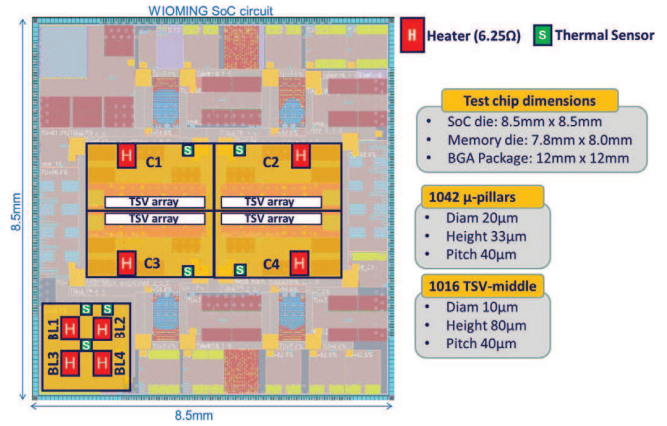 WIOMING SoC circuit
H Heater (6.25Ω) S Thermal Sensor
Test chip dimensions
• SoC die: 8.5mm x 8.5mm
• Memory die: 7.8mm x 8.0mm
• BGA Package: 12mm x 12mm
1042 µ-pillars
• Diam 20µm
• Height 33µm
• Pitch 40µm
1016 TSV-middle
• Diam 10µm
• Height 80µm
• Pitch 40µm
8.5mm
H C1 S S C2 H
TSV array TSV array
TSV array TSV array
H C3 S S C4 H
S S
BL1 H H BL2
S
BL3 H H BL4
8.5mm